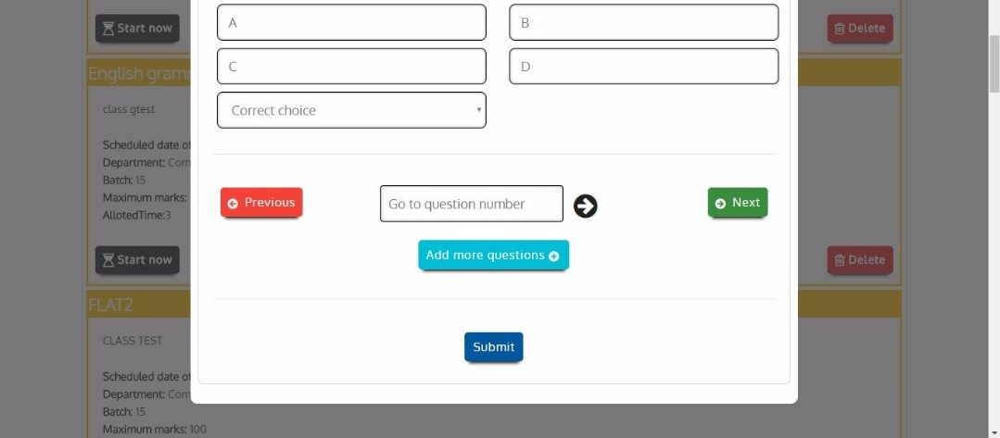 A
B
Start now
Delete
English gram
C
D
class gtest
Correct choice
Scheduled date of
Department: Com
Batch: 15
Maximum marks:
AllotedTime:3
Previous
Go to question number
Next
Start now
Add more questions
Delete
FLAT2
CLASS TEST
Submit
Scheduled date of
Department: Com
Batch: 15
Maximum marks: 100